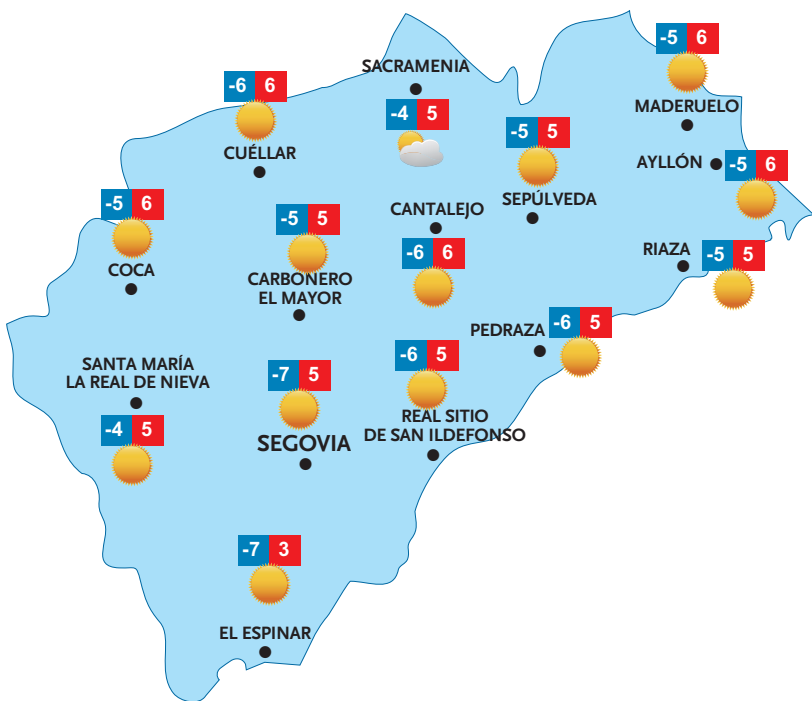 -5 6
MADERUELO
SACRAMENIA
-4 5
-6 6
CUÉLLAR
-5 5
SEPÚLVEDA
AYLLÓN
-5 6
-5 6
COCA
-5 5
CARBONERO
EL MAYOR
CANTALEJO
-6 6
RIAZA
-5 5
PEDRAZA
-6 5
SANTA MARÍA
LA REAL DE NIEVA
-4 5
-7 5
SEGOVIA
-6 5
REAL SITIO
DE SAN ILDEFONSO
-7 3
EL ESPINAR